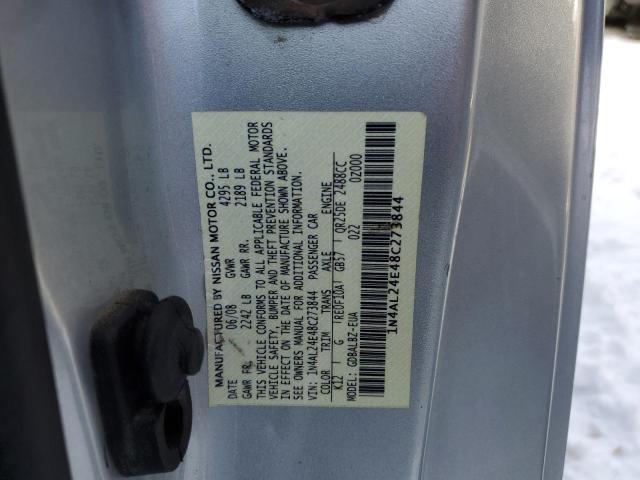 MANUFACTURED BY NISSAN MOTOR CO., LTD.
DATE 06/08 GVWR 4295 LB
GAWR FR. 2242 LB GAWR RR. 2189 LB
THIS VEHICLE CONFORMS TO ALL APPLICABLE FEDERAL MOTOR
VEHICLE SAFETY, BUMPER AND THEFT PREVENTION STANDARDS
IN EFFECT ON THE DATE OF MANUFACTURE SHOWN ABOVE.
SEE OWNERS MANUAL FOR ADDITIONAL INFORMATION.
VIN: 1N4AL24E48C273844 PASSENGER CAR
COLOR TRIM TRANS AXLE ENGINE
K12 G REDF10A GB57 QR25DE 2488CC
MODEL: GDBALBZ-EUA 022 0Z000
1N4AL24E48C273844